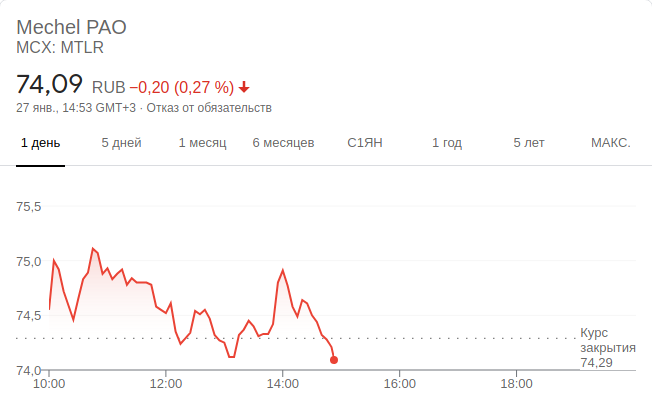 Mechel PAO
MCX: MTLR
74,09 RUB −0,20 (0,27 %)
27 янв., 14:53 GMT+3 · Отказ от обязательств
1 день 5 дней 1 месяц 6 месяцев С1ЯН 1 год 5 лет МАКС.
75,5
75,0
74,5
Курс
закрытия
74,29
74,0
10:00 12:00 14:00 16:00 18:00